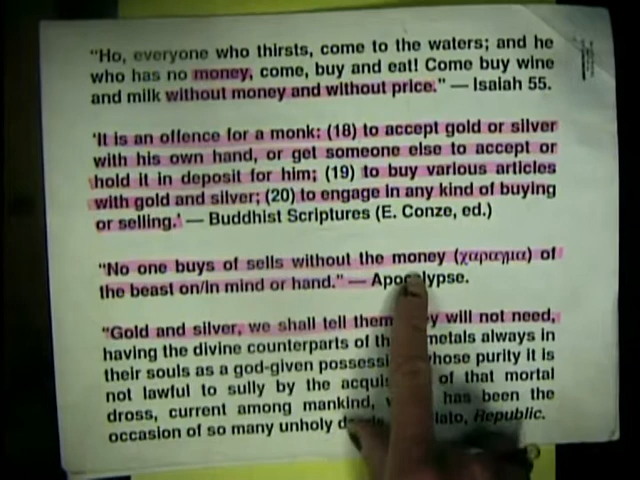 “Ho, everyone who thirsts, come to the waters; and he
who has no money, come, buy and eat! Come buy wine
and milk without money and without price.” — Isaiah 55.
‘It is an offence for a monk: (18) to accept gold or silver
with his own hand, or get someone else to accept or
hold it in deposit for him; (19) to buy various articles
with gold and silver; (20) to engage in any kind of buying
or selling.’ — Buddhist Scriptures (E. Conze, ed.)
“No one buys of sells without the money (χαραγμα) of
the beast on/in mind or hand.” — Apocalypse.
“Gold and silver, we shall tell them will not need,
having the divine counterparts of metals always in
their souls as a god-given whose purity it is
not lawful to sully by the of that mortal
dross, current among mankind, has been the
occasion of so many unholy Republic.